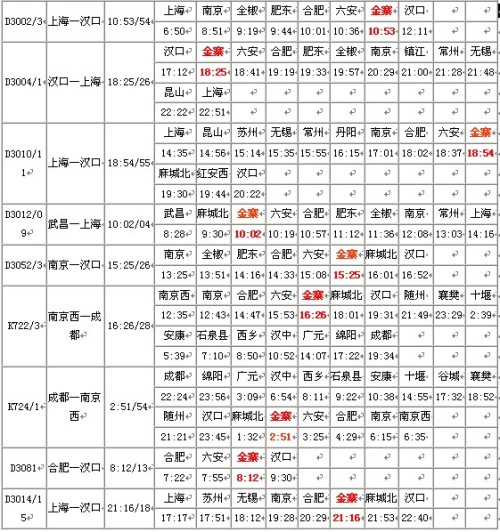 D3002/3 上海一汉口 10:53/54 上海 南京 全椒 肥东 合肥 六安 金寨 汉口
6:50 8:51 9:19 9:44 10:01 10:36 10:53 12:11
D3004/1 汉口一上海 18:25/26 汉口 金寨 六安 合肥 肥东 全椒 南京 镇江 常州 无锡
17:12 18:25 18:41 19:19 19:33 19:57 20:29 21:00 21:28 21:48
昆山 上海
22:22 22:51
D3010/11 上海一汉口 18:54/55 上海 昆山 苏州 无锡 常州 丹阳 南京 合肥 六安 金寨
14:35 14:56 15:14 15:35 15:55 16:15 17:01 18:02 18:37 18:54
麻城北 红安西 汉口
19:30 19:44 20:22
D3012/09 武昌一上海 10:02/04 武昌 麻城北 金寨 六安 合肥 肥东 全椒 南京 常州 上海
8:28 9:30 10:02 10:19 10:57 11:12 11:36 12:08 13:03 14:16
D3052/3 南京一汉口 15:25/26 南京 全椒 肥东 合肥 六安 金寨 麻城北 汉口
13:25 13:51 14:16 14:33 15:08 15:25 16:01 16:52
K722/3 南京西一成都 16:26/28 南京西 南京 合肥 六安 金寨 麻城北 汉口 随州 襄樊 十堰
12:35 12:43 14:47 15:53 16:26 18:01 19:31 21:49 23:29 2:39
安康 石泉县 西乡 汉中 广元 绵阳 成都
5:39 7:10 8:50 10:52 14:07 17:22 19:34
K724/1 成都一南京西 2:51/54 成都 绵阳 广元 汉中 西乡 石泉县 安康 十堰 谷城 襄樊
22:24 23:56 3:09 6:54 8:11 9:22 10:38 14:55 17:32 18:52
随州 汉口 麻城北 金寨 六安 合肥 南京 南京西
21:21 23:45 1:32 2:51 3:25 4:29 6:15 6:35
D3081 合肥一汉口 8:12/13 合肥 六安 金寨 汉口
7:22 7:55 8:12 9:30
D3014/15 上海一汉口 21:16/18 上海 苏州 无锡 南京 合肥 金寨 麻城北 汉口
17:17 17:51 18:12 19:28 20:29 21:16 21:53 22:40